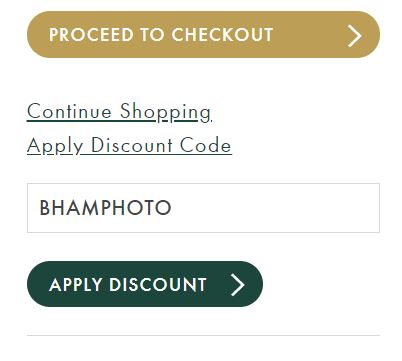 PROCEED TO CHECKOUT
Continue Shopping
Apply Discount Code
BHAMPHOTO
APPLY DISCOUNT